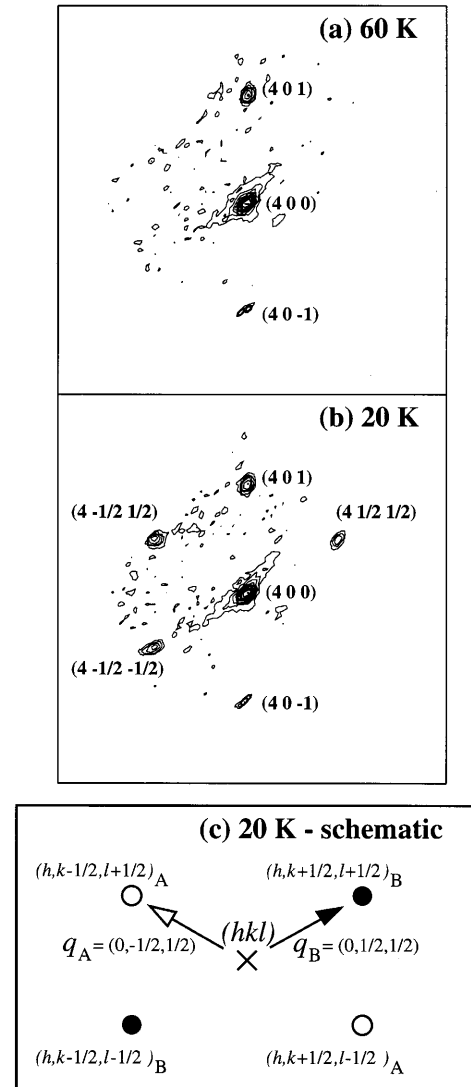 (a) 60 K
(4 0 1)
(4 0 0)
(4 0 -1)
(b) 20 K
(4 0 1)
(4 -1/2 1/2)
(4 1/2 1/2)
(4 0 0)
(4 -1/2 -1/2)
(4 0 -1)
(c) 20 K - schematic
(h,k-1/2,l+1/2)A (h,k+1/2,l+1/2)B
(hkl)
qA=(0,-1/2,1/2) qB=(0,1/2,1/2)
(h,k-1/2,l-1/2)B (h,k+1/2,l-1/2)A